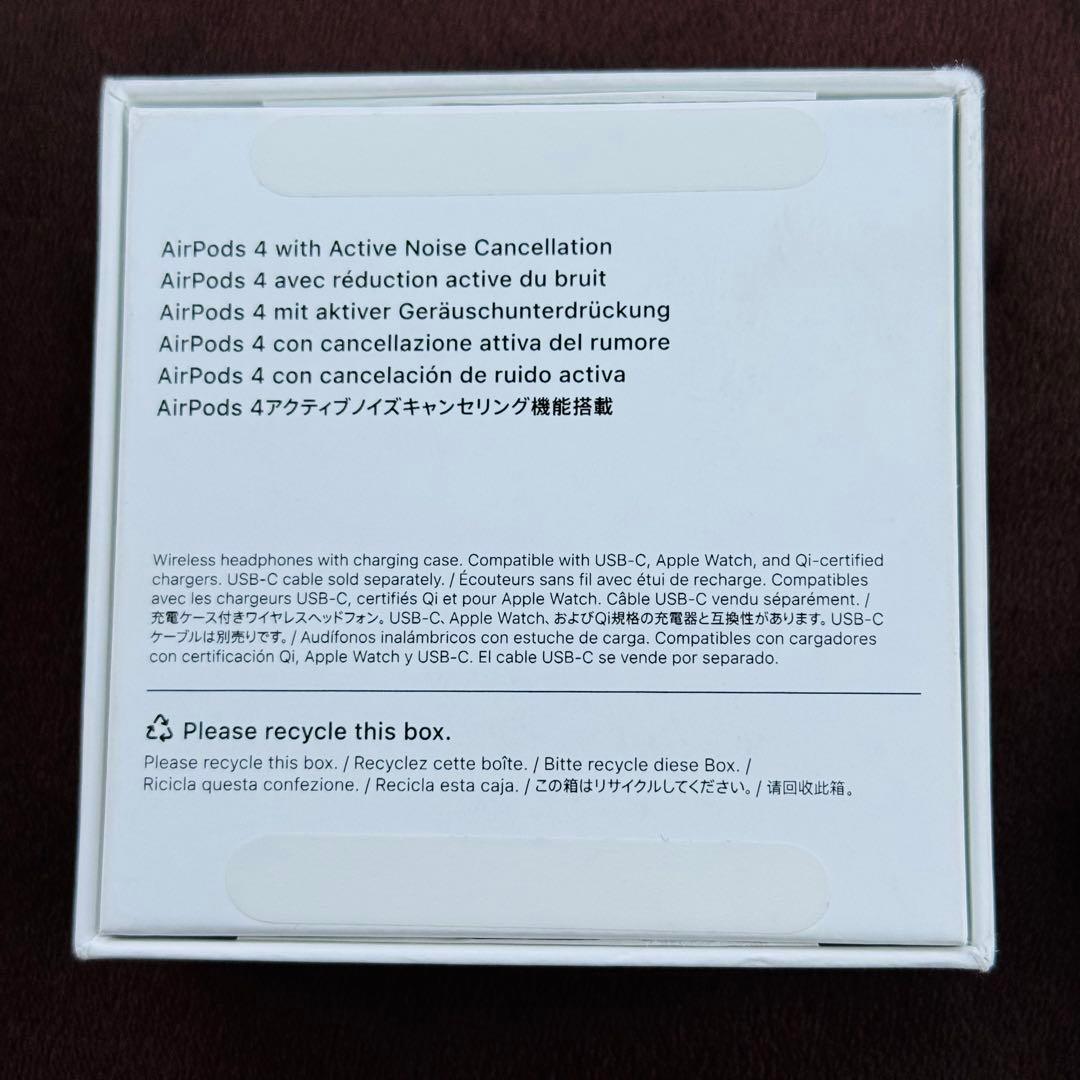 AirPods 4 with Active Noise Cancellation
AirPods 4 avec réduction active du bruit
AirPods 4 mit aktiver Geräuschunterdrückung
AirPods 4 con cancellazione attiva del rumore
AirPods 4 con cancelación de ruido activa
AirPods 4アクティブノイズキャンセリング機能搭載
Wireless headphones with charging case. Compatible with USB-C, Apple Watch, and Qi-certified
chargers. USB-C cable sold separately. / Écouteurs sans fil avec étui de recharge. Compatibles
avec les chargeurs USB-C, certifiés Qi et pour Apple Watch. Câble USB-C vendu séparément. /
充電ケース付きワイヤレスヘッドフォン。USB-C、Apple Watch、およびQi規格の充電器と互換性があります。USB-C
ケーブルは別売りです。/ Audífonos inalámbricos con estuche de carga. Compatibles con cargadores
con certificación Qi, Apple Watch y USB-C. El cable USB-C se vende por separado.
Please recycle this box.
Please recycle this box. / Recyclez cette boîte. / Bitte recycle diese Box. /
Ricicla questa confezione. / Recicla esta caja. / この箱はリサイクルしてください。/ 请回收此箱。